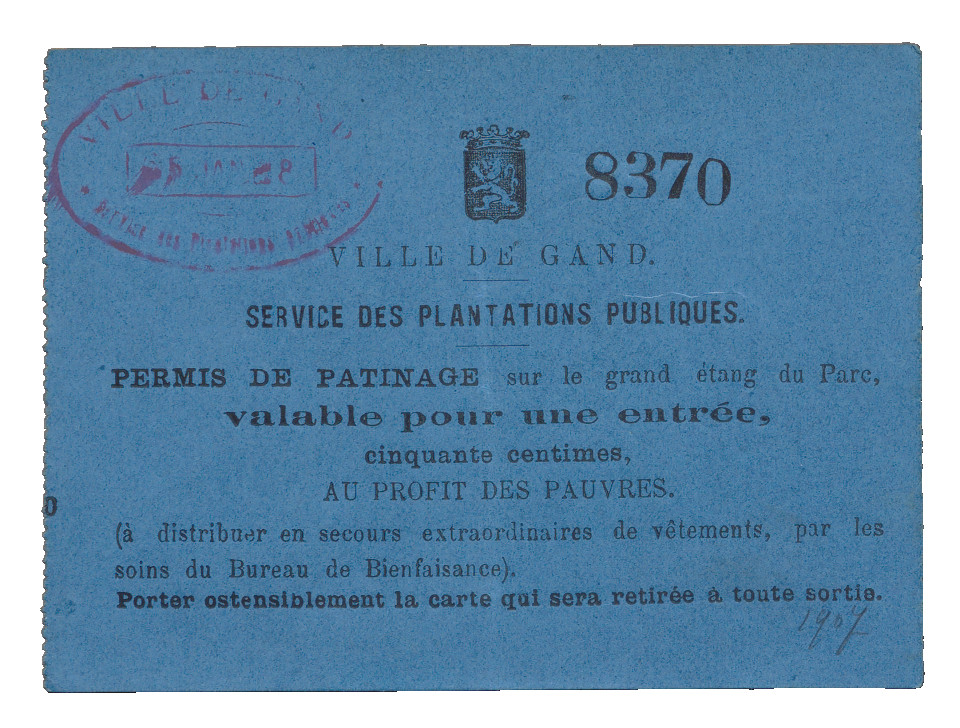 VILLE DE GAND
8370
VILLE DE GAND.
SERVICE DES PLANTATIONS PUBLIQUES.
PERMIS DE PATINAGE sur le grand étang du Parc,
valable pour une entrée,
cinquante centimes,
AU PROFIT DES PAUVRES.
0
(à distribuer en secours extraordinaires de vêtements, par les
soins du Bureau de Bienfaisance).
Porter ostensiblement la carte qui sera retirée à toute sortie.
1907